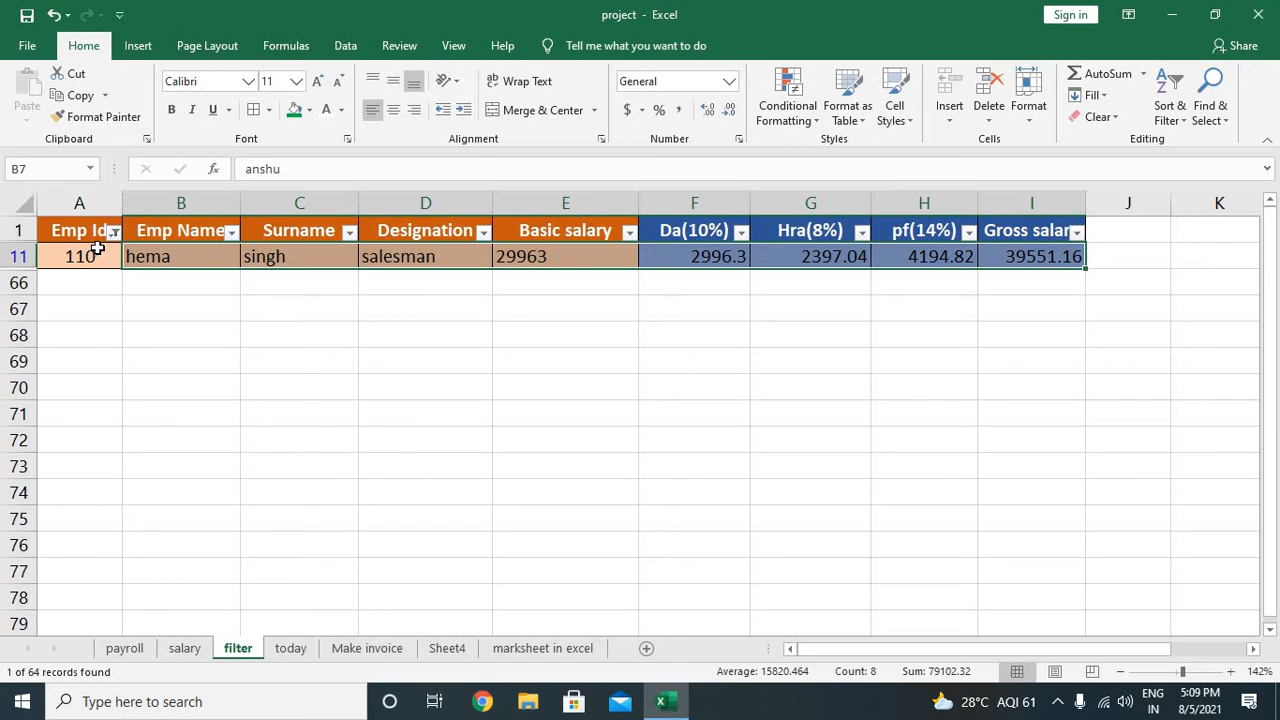 project - Excel
Sign in
File Home Insert Page Layout Formulas Data Review View Help Tell me what you want to do Share
Paste
Cut
Copy
Format Painter
Clipboard
Calibri 11
B I U
Font
Wrap Text
Merge & Center
Alignment
General
$ % ,
Number
Conditional Formatting
Format as Table
Cell Styles
Styles
Insert Delete Format
Cells
AutoSum
Fill
Clear
Sort & Filter
Find & Select
Editing
B7 fx anshu
A B C D E F G H I J K
1 Emp Id Emp Name Surname Designation Basic salary Da(10%) Hra(8%) pf(14%) Gross salar
11 110 hema singh salesman 29963 2996.3 2397.04 4194.82 39551.16
66
67
68
69
70
71
72
73
74
75
76
77
78
79
payroll salary filter today Make invoice Sheet4 marksheet in excel
1 of 64 records found Average: 15820.464 Count: 8 Sum: 79102.32 142%
Type here to search 28°C AQI 61 ENG IN 5:09 PM 8/5/2021